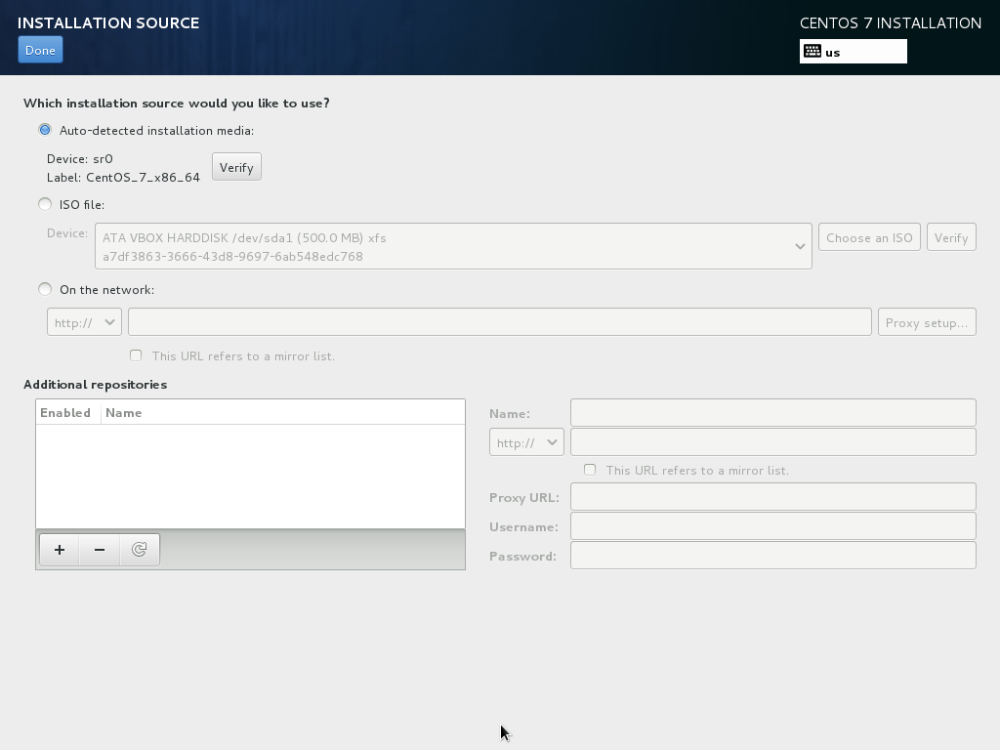 INSTALLATION SOURCE
CENTOS 7 INSTALLATION
Done
us
Which installation source would you like to use?
Auto-detected installation media:
Device: sr0
Label: CentOS_7_x86_64
Verify
ISO file:
Device:
ATA VBOX HARDDISK /dev/sda1 (500.0 MB) xfs
a7df3863-3666-43d8-9697-6ab548edc768
Choose an ISO
Verify
On the network:
http://
Proxy setup...
This URL refers to a mirror list.
Additional repositories
Enabled Name
Name:
http://
This URL refers to a mirror list.
Proxy URL:
Username:
Password: